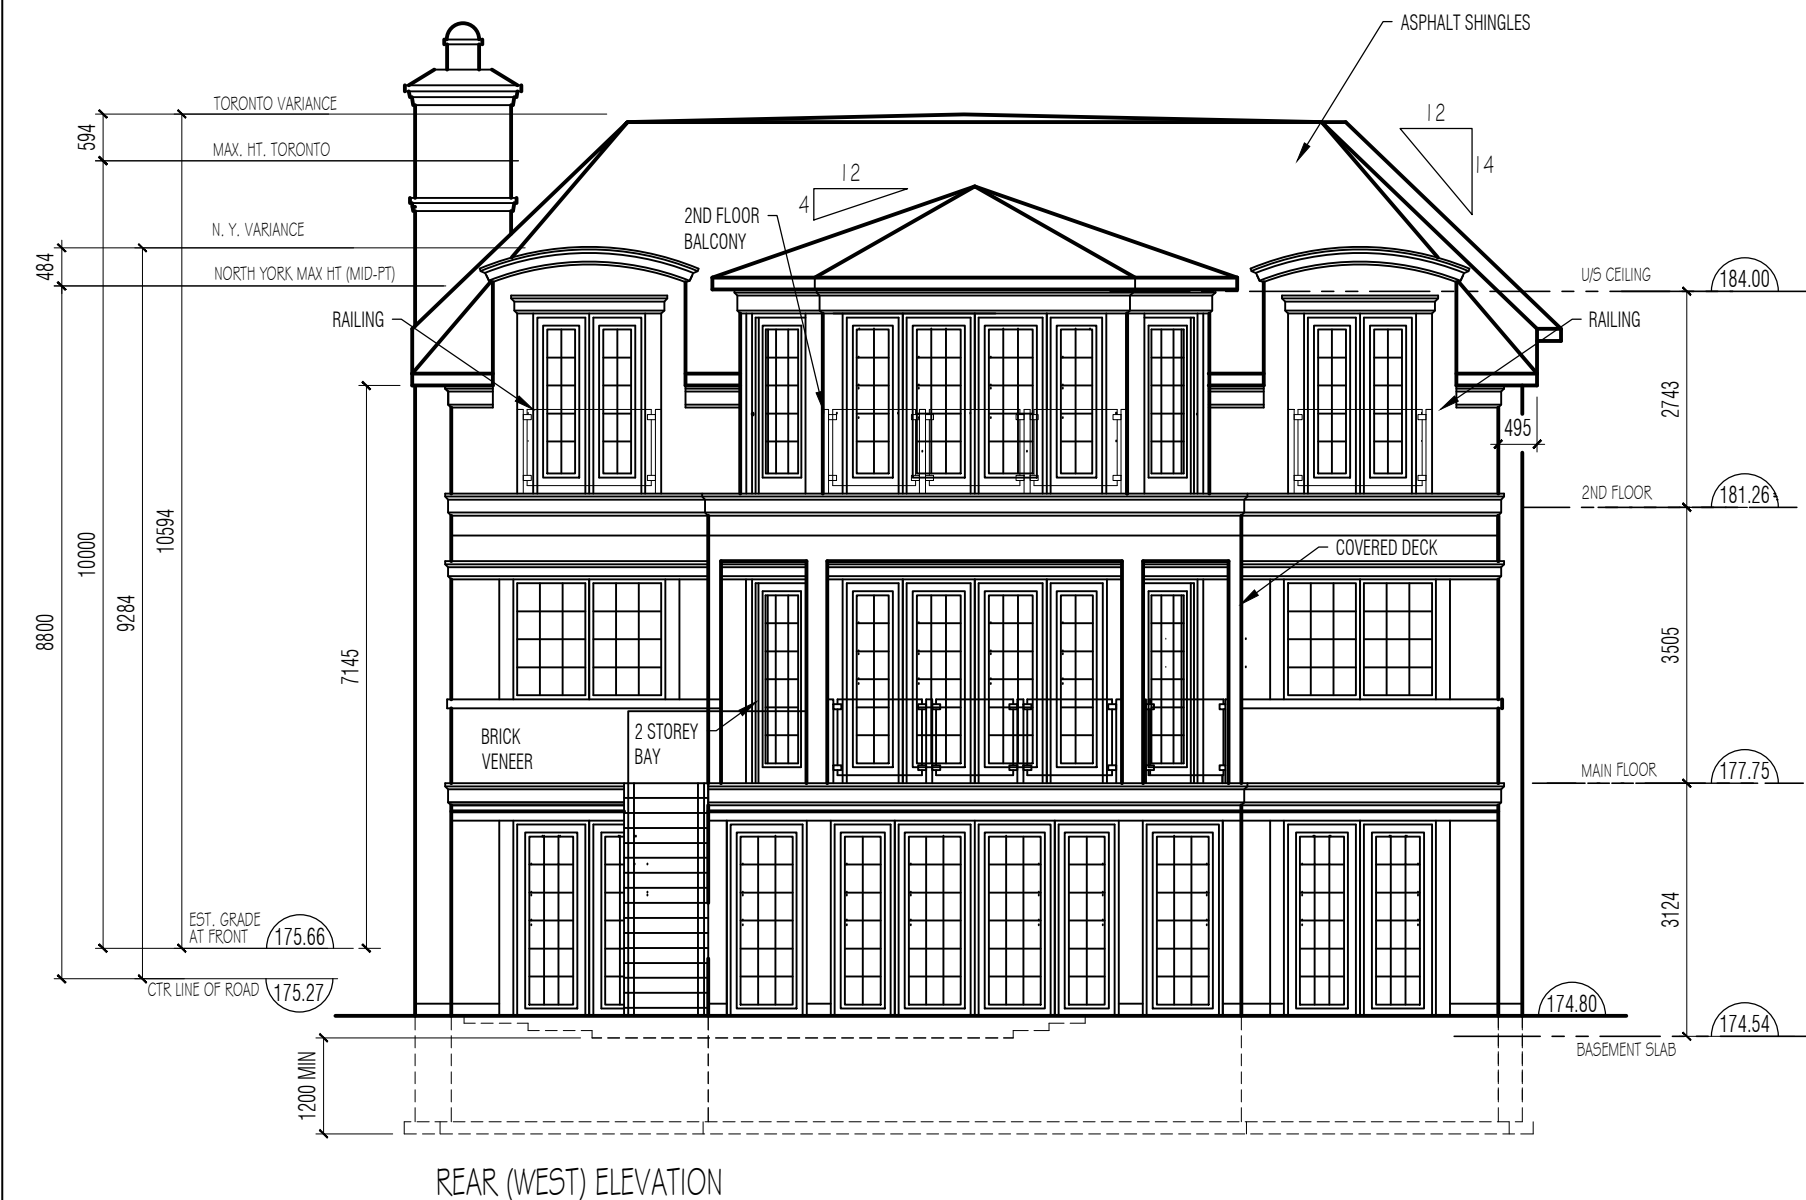 ASPHALT SHINGLES
TORONTO VARIANCE
594
MAX. HT. TORONTO
12
14
12
4
2ND FLOOR
BALCONY
N. Y. VARIANCE
484
NORTH YORK MAX HT (MID-PT)
U/S CEILING
184.00
RAILING
RAILING
2743
495
2ND FLOOR
181.26
10594
10000
9284
8800
7145
COVERED DECK
3505
BRICK
VENEER
2 STOREY
BAY
MAIN FLOOR
177.75
3124
EST. GRADE
AT FRONT
175.66
CTR LINE OF ROAD
175.27
174.80
174.54
BASEMENT SLAB
1200 MIN
REAR (WEST) ELEVATION